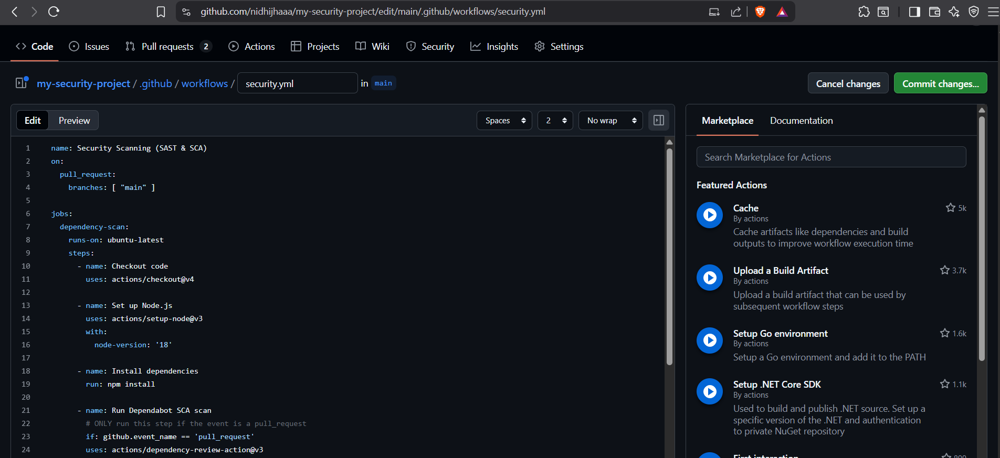 github.com/nidhijhaaa/my-security-project/edit/main/.github/workflows/security.yml
Code
Issues
Pull requests 2
Actions
Projects
Wiki
Security
Insights
Settings
my-security-project / .github / workflows / security.yml in main
Cancel changes
Commit changes...
Edit
Preview
Spaces
2
No wrap
1 name: Security Scanning (SAST & SCA)
2 on:
3 pull_request:
4 branches: [ "main" ]
5
6 jobs:
7 dependency-scan:
8 runs-on: ubuntu-latest
9 steps:
10 - name: Checkout code
11 uses: actions/checkout@v4
12
13 - name: Set up Node.js
14 uses: actions/setup-node@v3
15 with:
16 node-version: '18'
17
18 - name: Install dependencies
19 run: npm install
20
21 - name: Run Dependabot SCA scan
22 # ONLY run this step if the event is a pull_request
23 if: github.event_name == 'pull_request'
24 uses: actions/dependency-review-action@v3
Marketplace
Documentation
Search Marketplace for Actions
Featured Actions
Cache
5k
By actions
Cache artifacts like dependencies and build
outputs to improve workflow execution time
Upload a Build Artifact
3.7k
By actions
Upload a build artifact that can be used by
subsequent workflow steps
Setup Go environment
1.6k
By actions
Setup a Go environment and add it to the PATH
Setup .NET Core SDK
1.1k
By actions
Used to build and publish .NET source. Set up a
specific version of the .NET and authentication
to private NuGet repository
First interaction